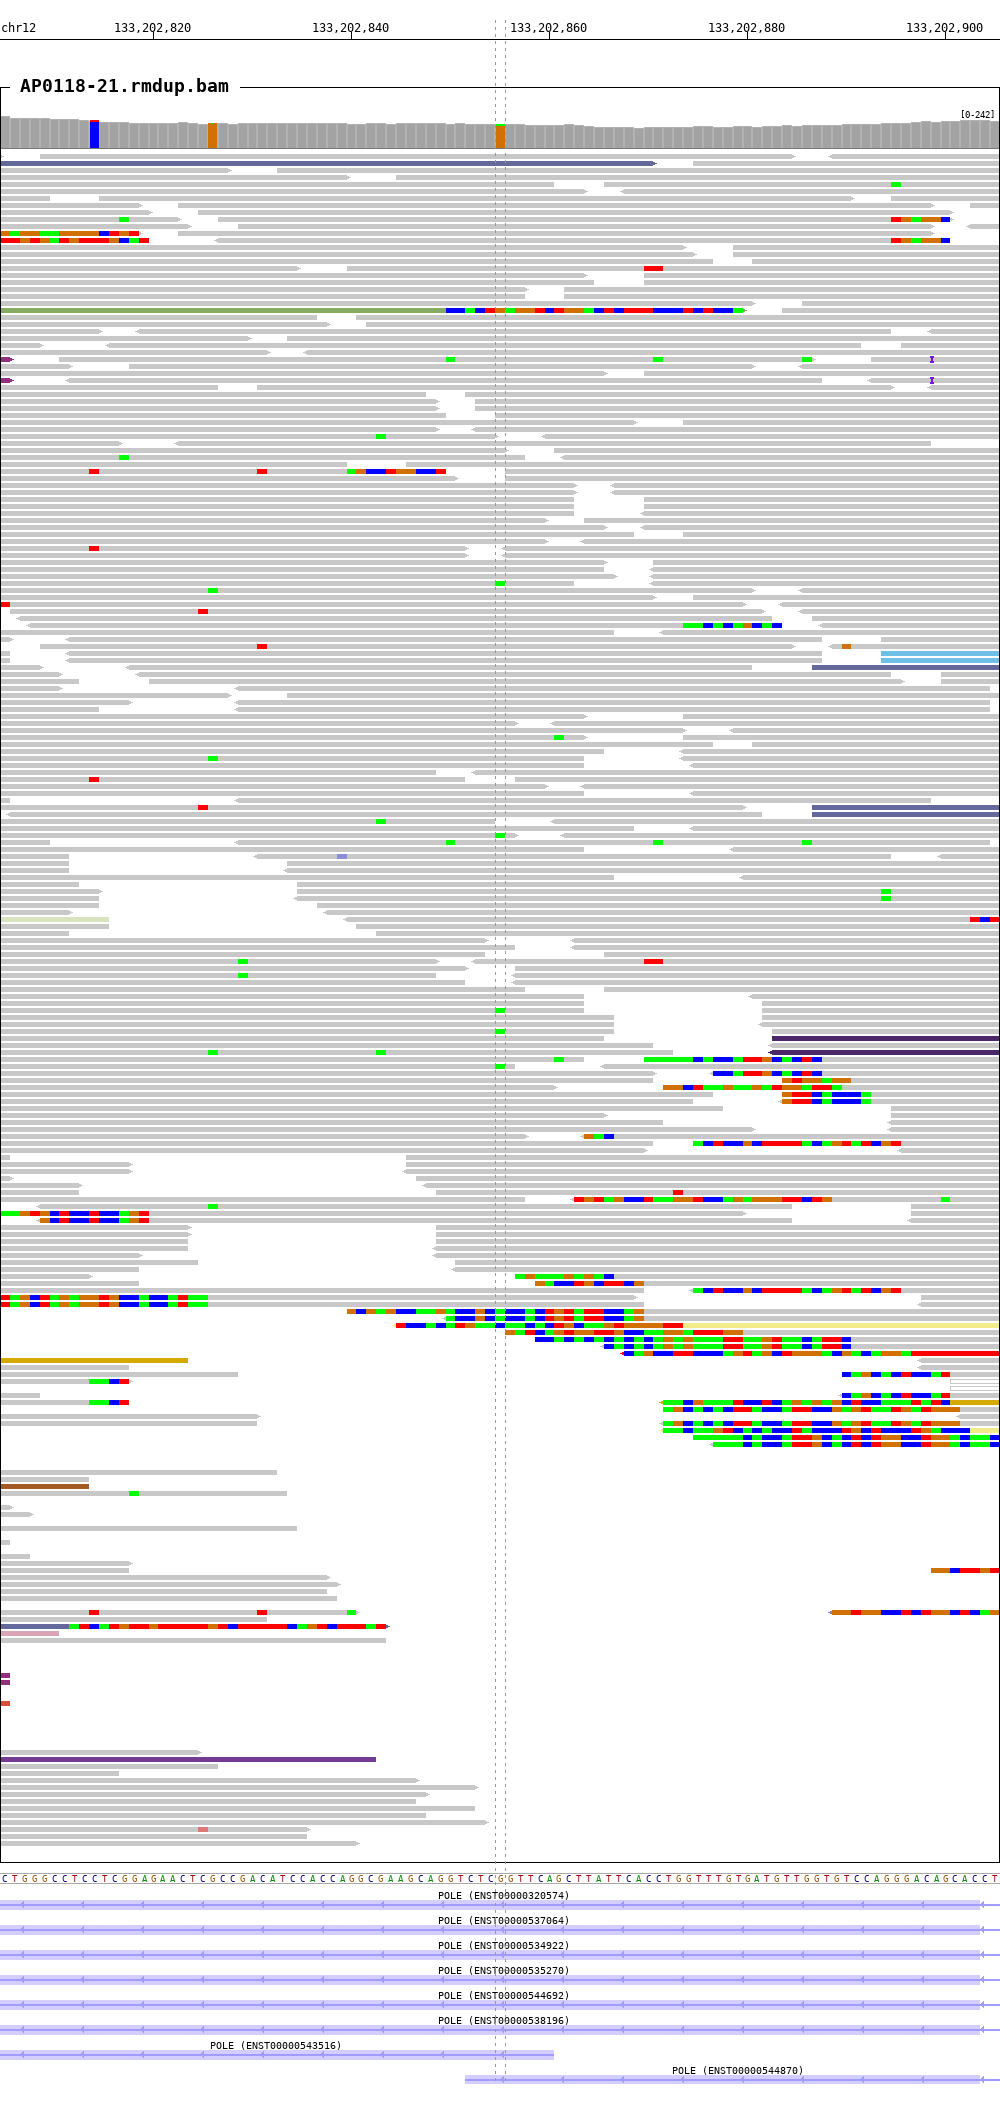 chr12 133,202,820 133,202,840 133,202,860 133,202,880 133,202,900
AP0118-21.rmdup.bam
[0-242]
CTGGGCCTCCTCGGAGAACTCGCCGACATCCACCAGGCGAAGCAGGTCTCGGTTCAGCTTATTCACCTGGTTTGTGATGTTGGTGTCCAGGGACAGCACCT
POLE (ENST00000320574)
POLE (ENST00000537064)
POLE (ENST00000534922)
POLE (ENST00000535270)
POLE (ENST00000544692)
POLE (ENST00000538196)
POLE (ENST00000543516)
POLE (ENST00000544870)